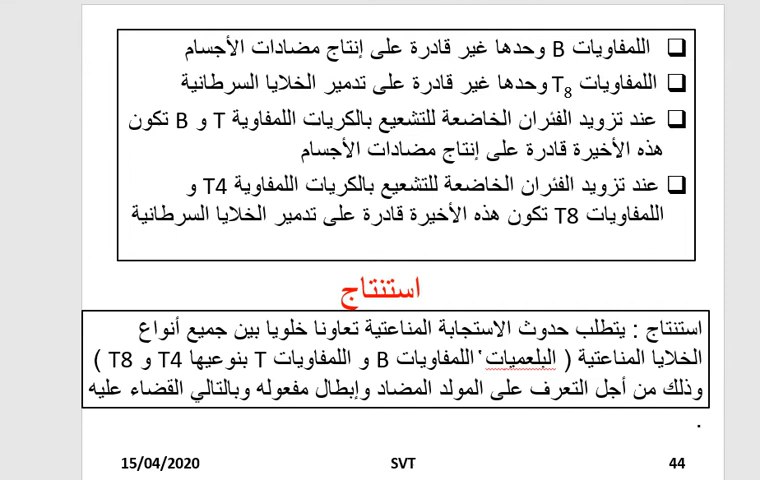 ❑ اللمفاويات B وحدها غير قادرة على إنتاج مضادات الأجسام
❑ اللمفاويات T₈ وحدها غير قادرة على تدمير الخلايا السرطانية
❑ عند تزويد الفئران الخاضعة للتشعيع بالكريات اللمفاوية T و B تكون
هذه الأخيرة قادرة على إنتاج مضادات الأجسام
❑ عند تزويد الفئران الخاضعة للتشعيع بالكريات اللمفاوية T4 و
اللمفاويات T8 تكون هذه الأخيرة قادرة على تدمير الخلايا السرطانية
استنتاج
استنتاج : يتطلب حدوث الاستجابة المناعتية تعاونا خلويا بين جميع أنواع
الخلايا المناعتية ( البلعميات ٬ اللمفاويات B و اللمفاويات T بنوعيها T4 و T8 )
وذلك من أجل التعرف على المولد المضاد وإبطال مفعوله وبالتالي القضاء عليه
.
15/04/2020 SVT 44